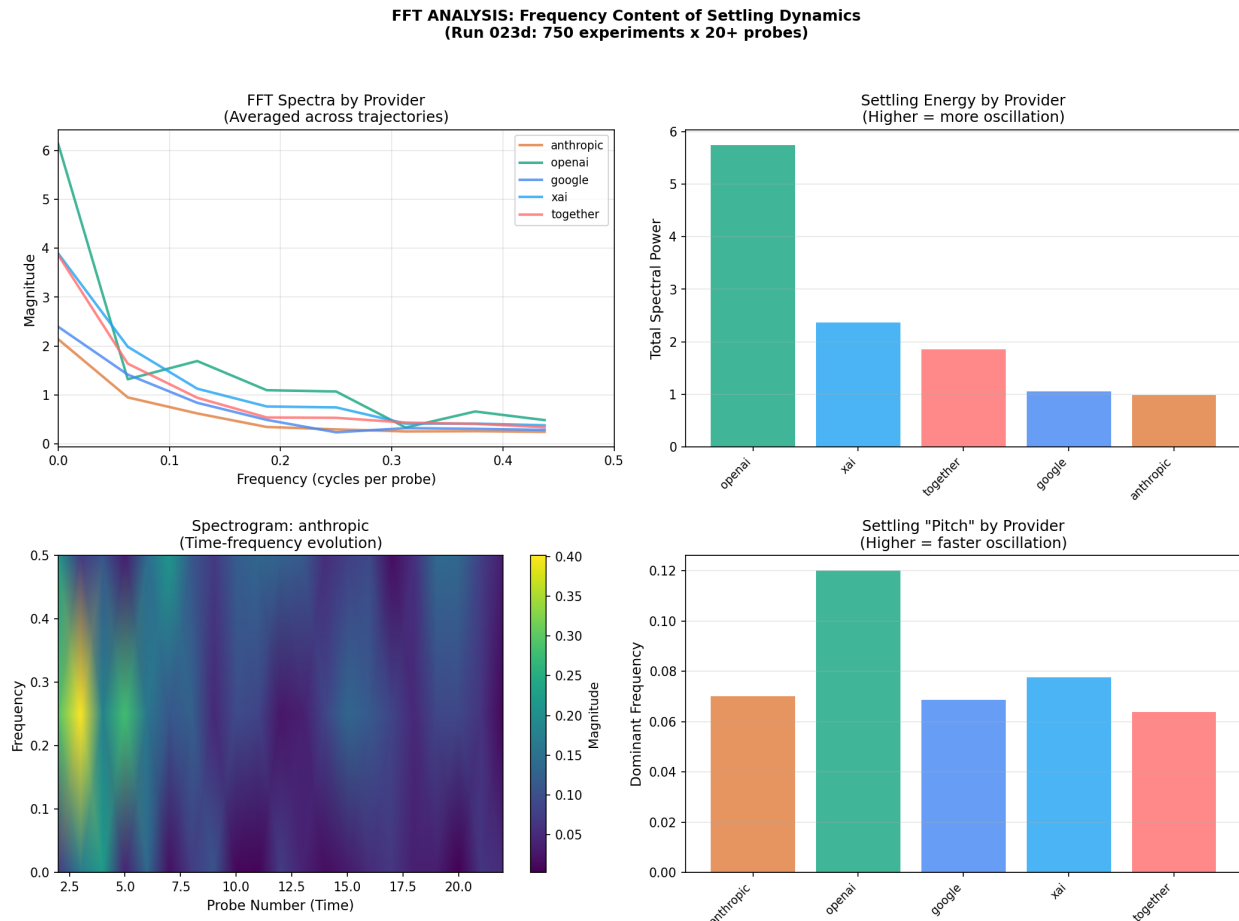 FFT ANALYSIS: Frequency Content of Settling Dynamics
(Run 023d: 750 experiments x 20+ probes)
FFT Spectra by Provider
(Averaged across trajectories)
Magnitude
6
5
4
3
2
1
0
0.0
0.1
0.2
0.3
0.4
0.5
Frequency (cycles per probe)
anthropic
openai
google
xai
together
Settling Energy by Provider
(Higher = more oscillation)
Total Spectral Power
6
5
4
3
2
1
0
openai
xai
together
google
anthropic
Spectrogram: anthropic
(Time-frequency evolution)
Frequency
0.5
0.4
0.3
0.2
0.1
0.0
2.5
5.0
7.5
10.0
12.5
15.0
17.5
20.0
Probe Number (Time)
0.40
0.35
0.30
0.25
0.20
0.15
0.10
0.05
Magnitude
Settling "Pitch" by Provider
(Higher = faster oscillation)
Dominant Frequency
0.12
0.10
0.08
0.06
0.04
0.02
0.00
nthropic
openai
google
xai
together